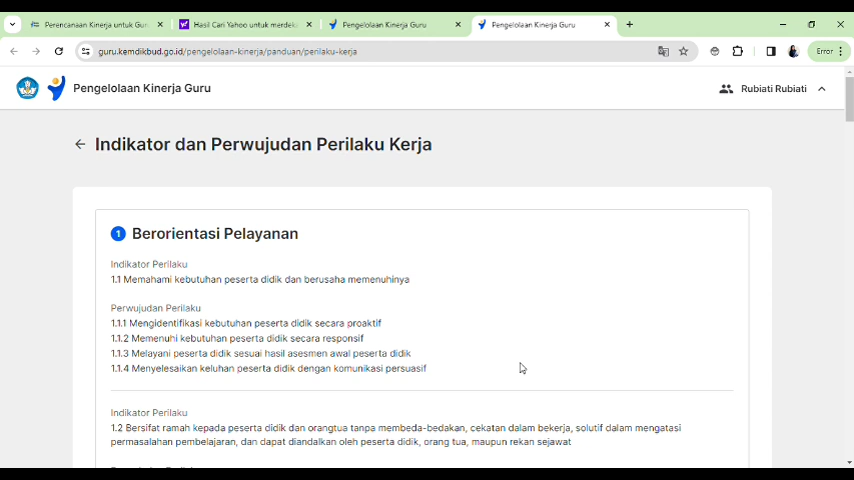 Perencanaan Kinerja untuk Guru
Hasil Cari Yahoo untuk merdeka
Pengelolaan Kinerja Guru
Pengelolaan Kinerja Guru
guru.kemdikbud.go.id/pengelolaan-kinerja/panduan/perilaku-kerja
Error
Pengelolaan Kinerja Guru
Rubiati Rubiati
Indikator dan Perwujudan Perilaku Kerja
1 Berorientasi Pelayanan
Indikator Perilaku
1.1 Memahami kebutuhan peserta didik dan berusaha memenuhinya
Perwujudan Perilaku
1.1.1 Mengidentifikasi kebutuhan peserta didik secara proaktif
1.1.2 Memenuhi kebutuhan peserta didik secara responsif
1.1.3 Melayani peserta didik sesuai hasil asesmen awal peserta didik
1.1.4 Menyelesaikan keluhan peserta didik dengan komunikasi persuasif
Indikator Perilaku
1.2 Bersifat ramah kepada peserta didik dan orangtua tanpa membeda-bedakan, cekatan dalam bekerja, solutif dalam mengatasi
permasalahan pembelajaran, dan dapat diandalkan oleh peserta didik, orang tua, maupun rekan sejawat